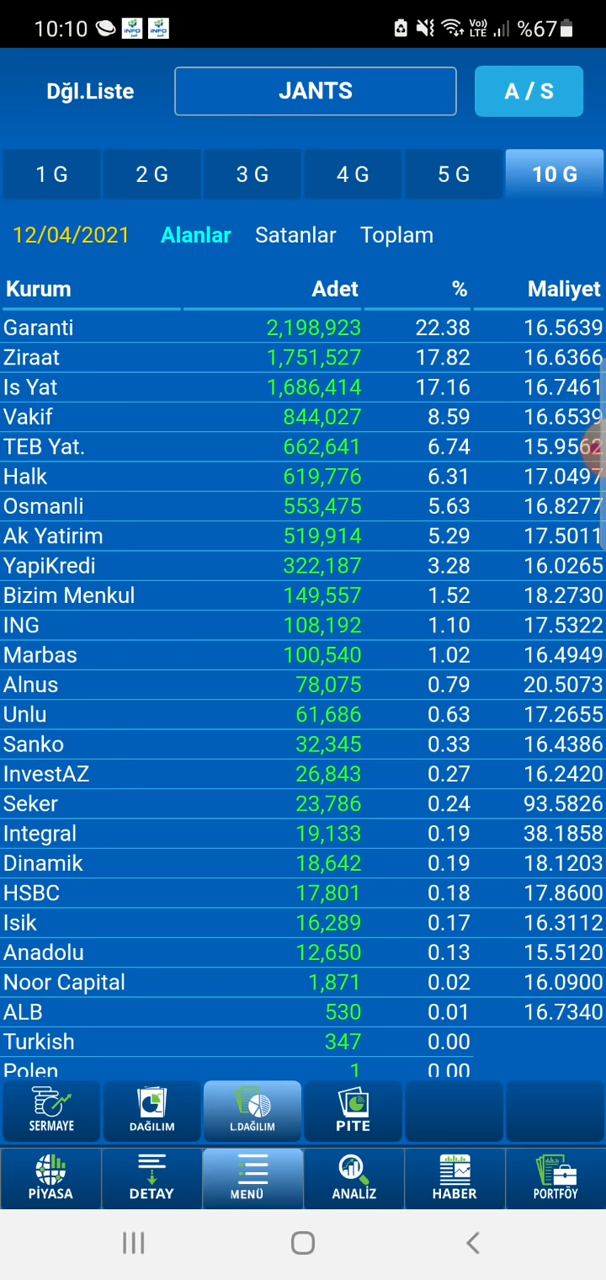 10:10 INFO INFO Vo)) LTE %67
Dğl.Liste JANTS A / S
1 G 2 G 3 G 4 G 5 G 10 G
12/04/2021 Alanlar Satanlar Toplam
Kurum Adet % Maliyet
Garanti 2,198,923 22.38 16.5639
Ziraat 1,751,527 17.82 16.6366
Is Yat 1,686,414 17.16 16.7461
Vakif 844,027 8.59 16.6539
TEB Yat. 662,641 6.74 15.9562
Halk 619,776 6.31 17.0497
Osmanli 553,475 5.63 16.8277
Ak Yatirim 519,914 5.29 17.5011
YapiKredi 322,187 3.28 16.0265
Bizim Menkul 149,557 1.52 18.2730
ING 108,192 1.10 17.5322
Marbas 100,540 1.02 16.4949
Alnus 78,075 0.79 20.5073
Unlu 61,686 0.63 17.2655
Sanko 32,345 0.33 16.4386
InvestAZ 26,843 0.27 16.2420
Seker 23,786 0.24 93.5826
Integral 19,133 0.19 38.1858
Dinamik 18,642 0.19 18.1203
HSBC 17,801 0.18 17.8600
Isik 16,289 0.17 16.3112
Anadolu 12,650 0.13 15.5120
Noor Capital 1,871 0.02 16.0900
ALB 530 0.01 16.7340
Turkish 347 0.00
Polen 1 0.00
SERMAYE DAĞILIM L.DAĞILIM PITE
PİYASA DETAY MENÜ ANALİZ HABER PORTFÖY